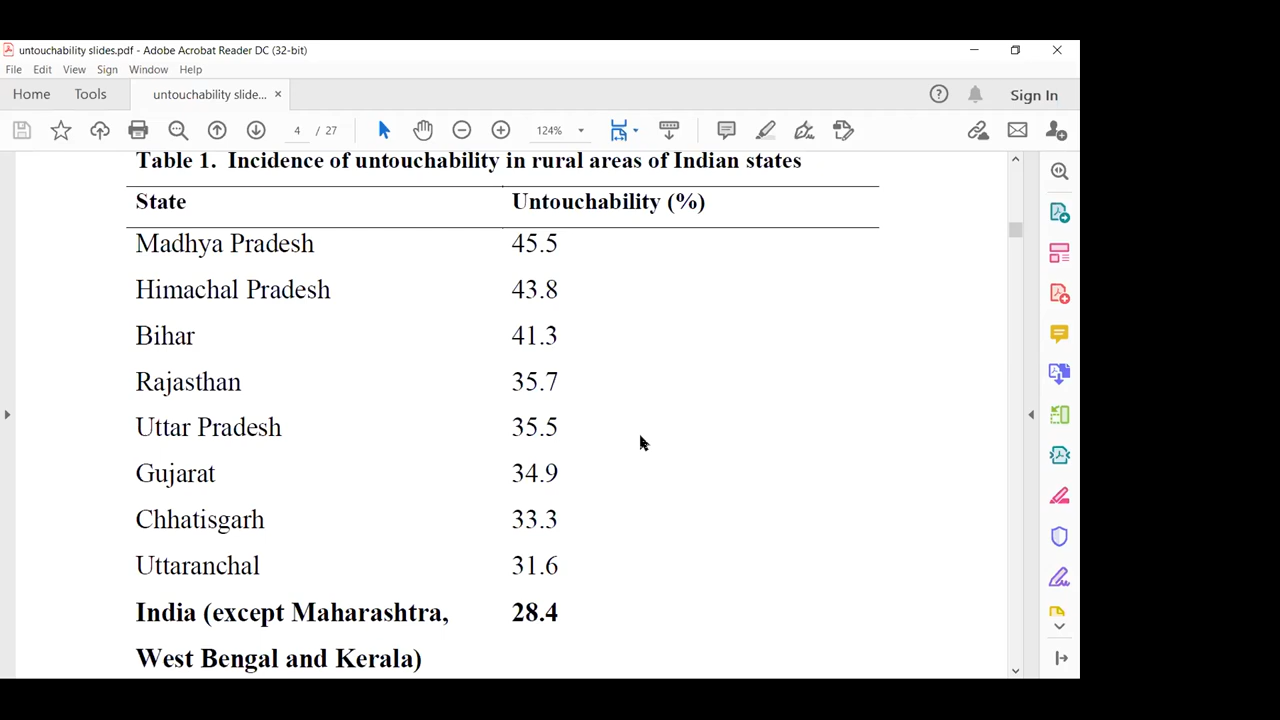 untouchability slides.pdf - Adobe Acrobat Reader DC (32-bit)
File Edit View Sign Window Help
Home Tools untouchability slide... × Sign In
4 / 27 124%
Table 1. Incidence of untouchability in rural areas of Indian states
State Untouchability (%)
Madhya Pradesh 45.5
Himachal Pradesh 43.8
Bihar 41.3
Rajasthan 35.7
Uttar Pradesh 35.5
Gujarat 34.9
Chhatisgarh 33.3
Uttaranchal 31.6
India (except Maharashtra, 28.4
West Bengal and Kerala)